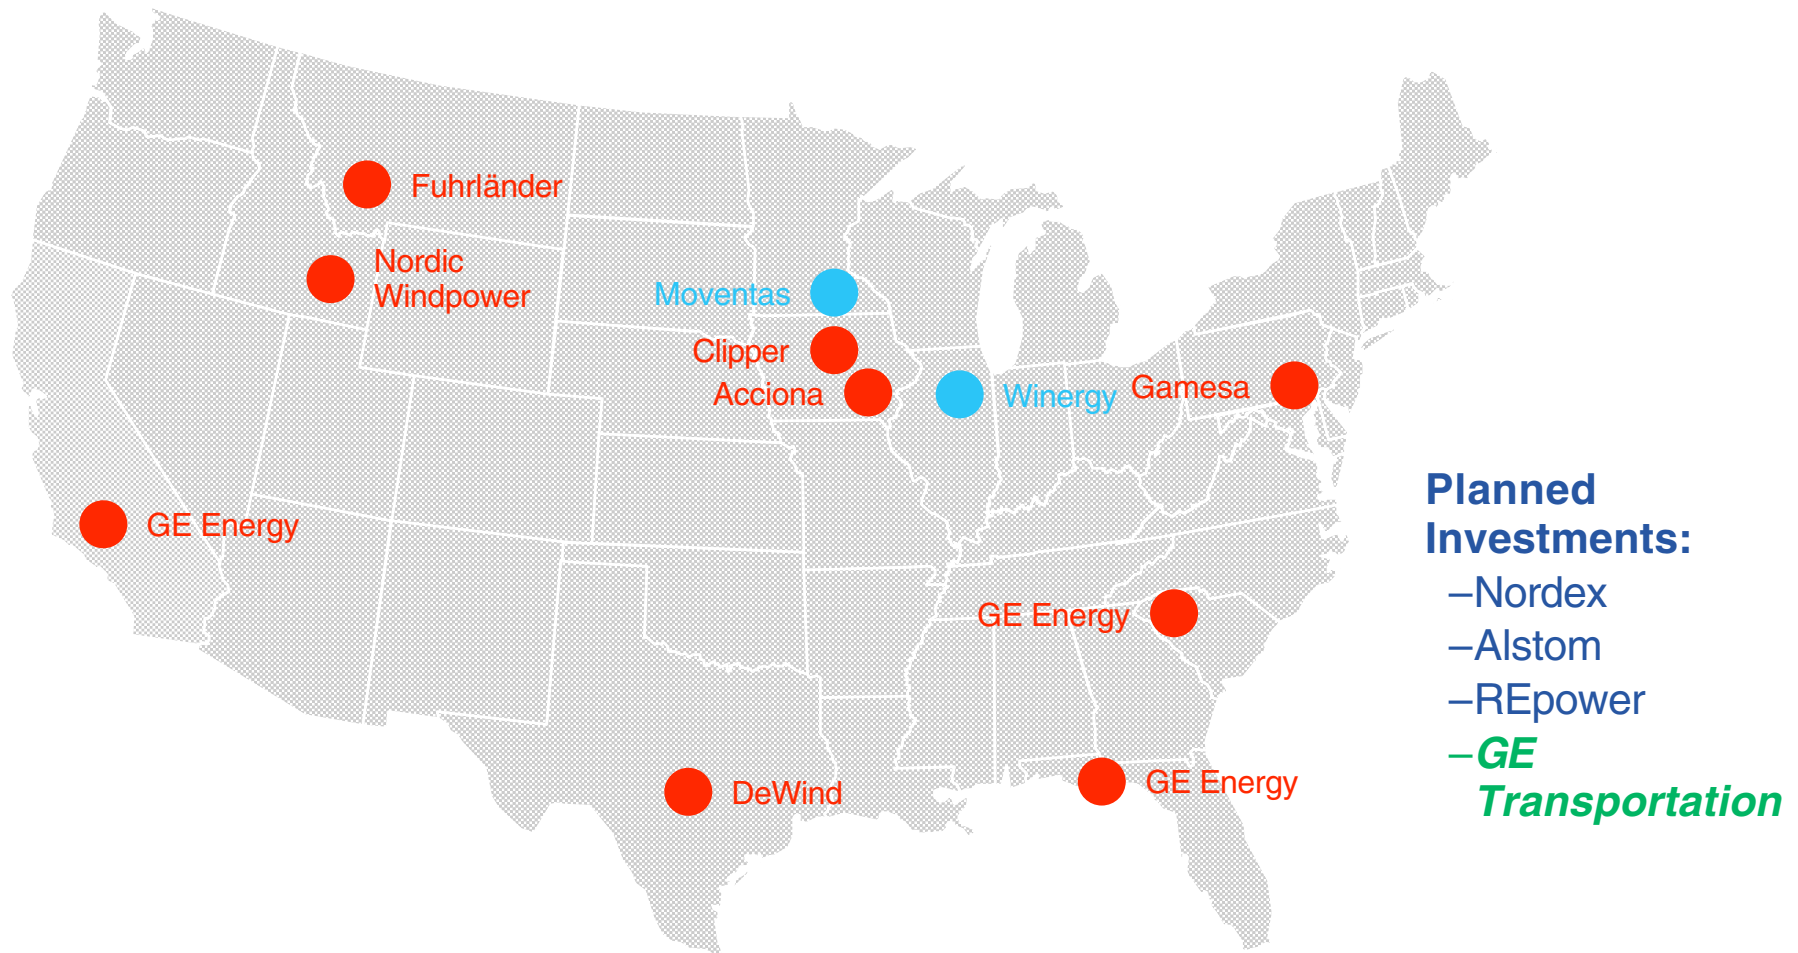 Fuhrländer
Nordic
Windpower
Moventas
Clipper
Acciona
Winergy
Gamesa
GE Energy
GE Energy
DeWind
GE Energy
Planned
Investments:
–Nordex
–Alstom
–REpower
–GE
Transportation